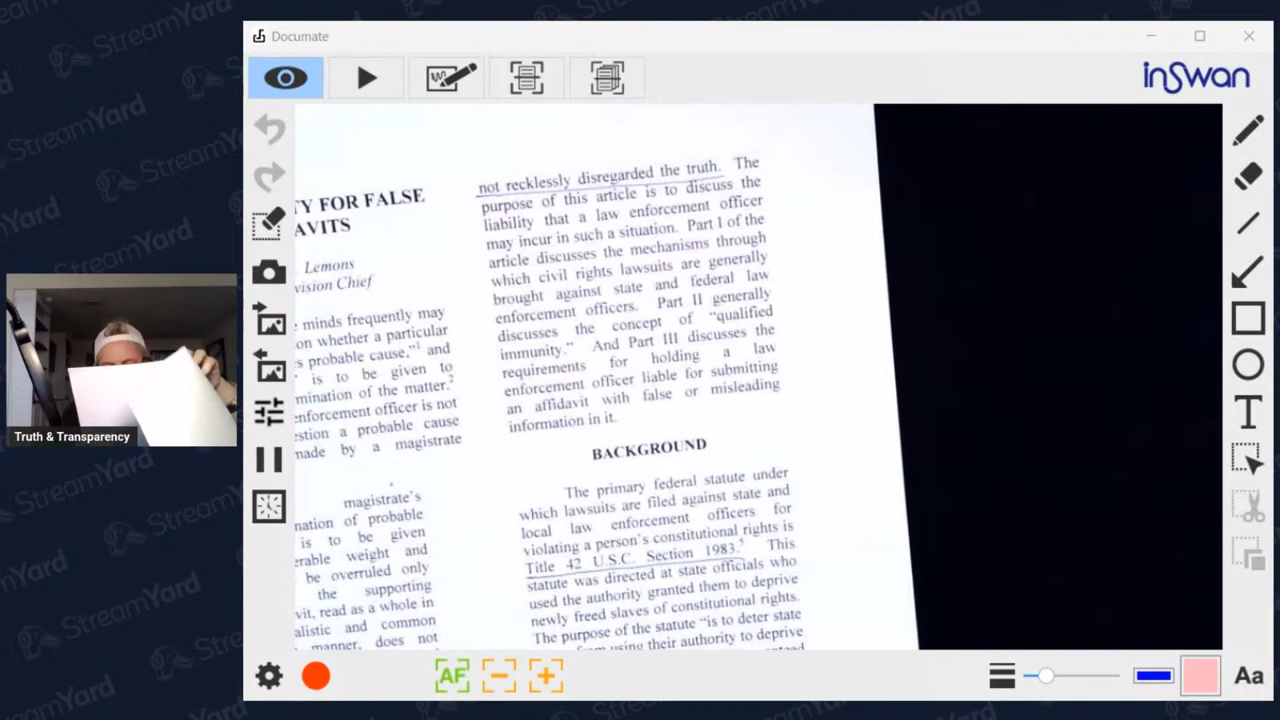 StreamYard
Documate
inSwan
TY FOR FALSE
AVITS
Lemons
vision Chief
minds frequently may
on whether a particular
s probable cause,"1 and
is to be given to
mination of the matter.2
enforcement officer is not
estion a probable cause
made by a magistrate
magistrate's
nation of probable
is to be given
erable weight and
be overruled only
the supporting
vit, read as a whole in
alistic and common
manner, does not
not recklessly disregarded the truth. The
purpose of this article is to discuss the
liability that a law enforcement officer
may incur in such a situation. Part I of the
article discusses the mechanisms through
which civil rights lawsuits are generally
brought against state and federal law
enforcement officers. Part II generally
discusses the concept of "qualified
immunity." And Part III discusses the
requirements for holding a law
enforcement officer liable for submitting
an affidavit with false or misleading
information in it.
BACKGROUND
The primary federal statute under
which lawsuits are filed against state and
local law enforcement officers for
violating a person's constitutional rights is
Title 42 U.S.C. Section 1983. This
statute was directed at state officials who
used the authority granted them to deprive
newly freed slaves of constitutional rights.
The purpose of the statute "is to deter state
from using their authority to deprive
Truth & Transparency
T
AF
Aa